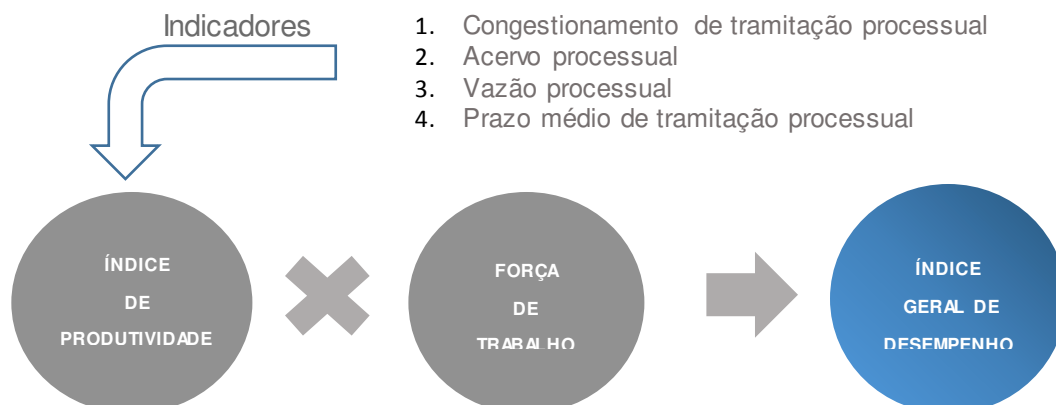 Indicadores
1. Congestionamento de tramitação processual
2. Acervo processual
3. Vazão processual
4. Prazo médio de tramitação processual
ÍNDICE
DE
PRODUTIVIDADE
FORÇA
DE
TRABALHO
ÍNDICE
GERAL DE
DESEMPENHO